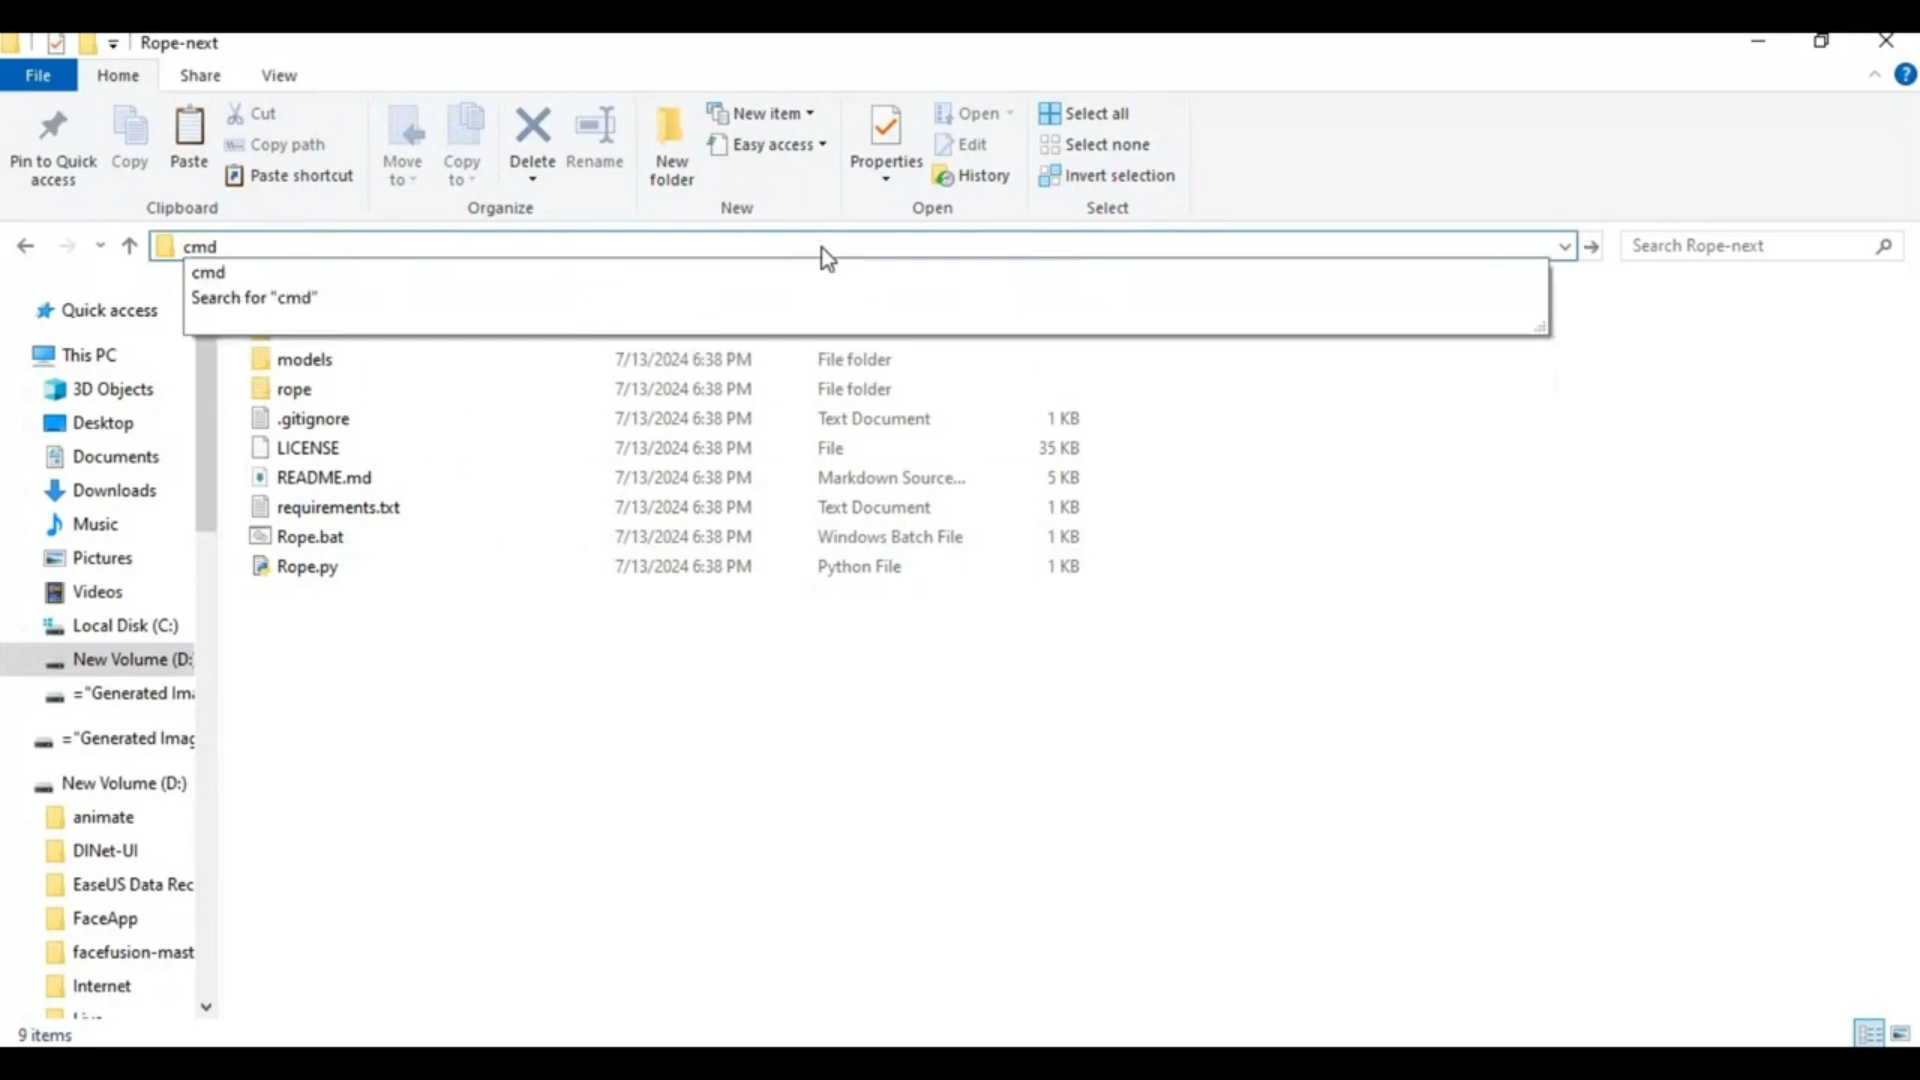 Rope-next
File Home Share View
Pin to Quick access
Copy
Paste
Cut
Copy path
Paste shortcut
Clipboard
Move to
Copy to
Delete
Rename
Organize
New folder
New item
Easy access
New
Properties
Open
Edit
History
Open
Select all
Select none
Invert selection
Select
cmd
Search Rope-next
cmd
Search for "cmd"
Quick access
This PC
3D Objects
Desktop
Documents
Downloads
Music
Pictures
Videos
Local Disk (C:)
New Volume (D:
="Generated Ima
="Generated Imag
New Volume (D:)
animate
DINet-UI
EaseUS Data Rec
FaceApp
facefusion-mast
Internet
models 7/13/2024 6:38 PM File folder
rope 7/13/2024 6:38 PM File folder
.gitignore 7/13/2024 6:38 PM Text Document 1 KB
LICENSE 7/13/2024 6:38 PM File 35 KB
README.md 7/13/2024 6:38 PM Markdown Source... 5 KB
requirements.txt 7/13/2024 6:38 PM Text Document 1 KB
Rope.bat 7/13/2024 6:38 PM Windows Batch File 1 KB
Rope.py 7/13/2024 6:38 PM Python File 1 KB
9 items